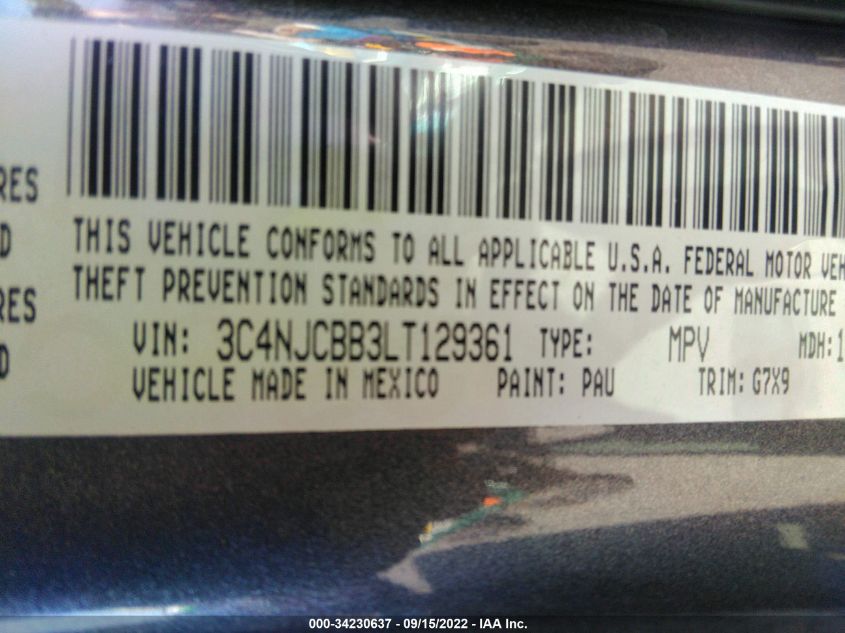 RES
D
RES
D
THIS VEHICLE CONFORMS TO ALL APPLICABLE U.S.A. FEDERAL MOTOR VEH
THEFT PREVENTION STANDARDS IN EFFECT ON THE DATE OF MANUFACTURE
VIN: 3C4NJCBB3LT129361 TYPE: MPV MDH:1
VEHICLE MADE IN MEXICO PAINT: PAU TRIM: G7X9
000-34230637 - 09/15/2022 - IAA Inc.